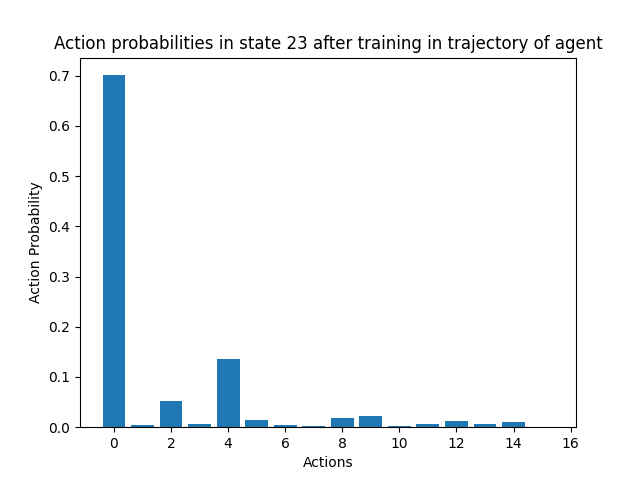 Action probabilities in state 23 after training in trajectory of agent
0.7
0.6
0.5
0.4
0.3
0.2
0.1
0.0
Action Probability
0 2 4 6 8 10 12 14 16
Actions